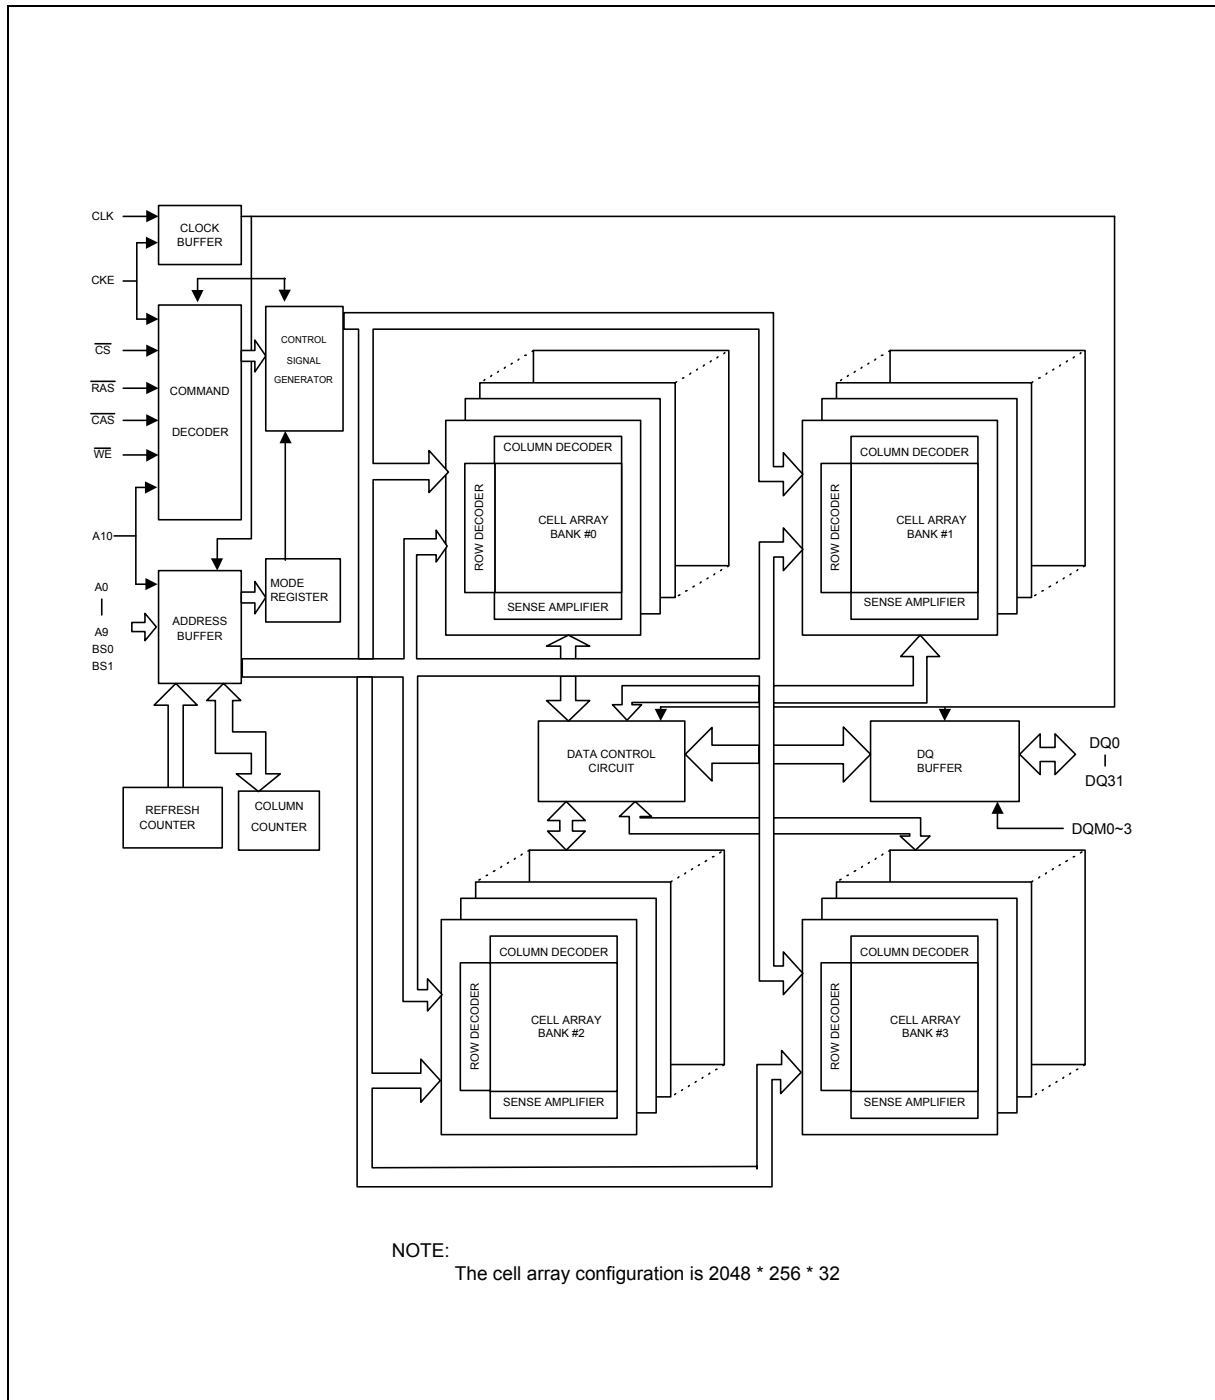 CLK
CLOCK
BUFFER
CKE
CS
RAS
CAS
WE
A10
COMMAND
DECODER
CONTROL
SIGNAL
GENERATOR
A0
A9
BS0
BS1
ADDRESS
BUFFER
MODE
REGISTER
REFRESH
COUNTER
COLUMN
COUNTER
COLUMN DECODER
ROW DECODER
CELL ARRAY
BANK #0
SENSE AMPLIFIER
COLUMN DECODER
ROW DECODER
CELL ARRAY
BANK #1
SENSE AMPLIFIER
DATA CONTROL
CIRCUIT
DQ
BUFFER
DQ0
DQ31
DQM0~3
COLUMN DECODER
ROW DECODER
CELL ARRAY
BANK #2
SENSE AMPLIFIER
COLUMN DECODER
ROW DECODER
CELL ARRAY
BANK #3
SENSE AMPLIFIER
NOTE:
The cell array configuration is 2048 * 256 * 32